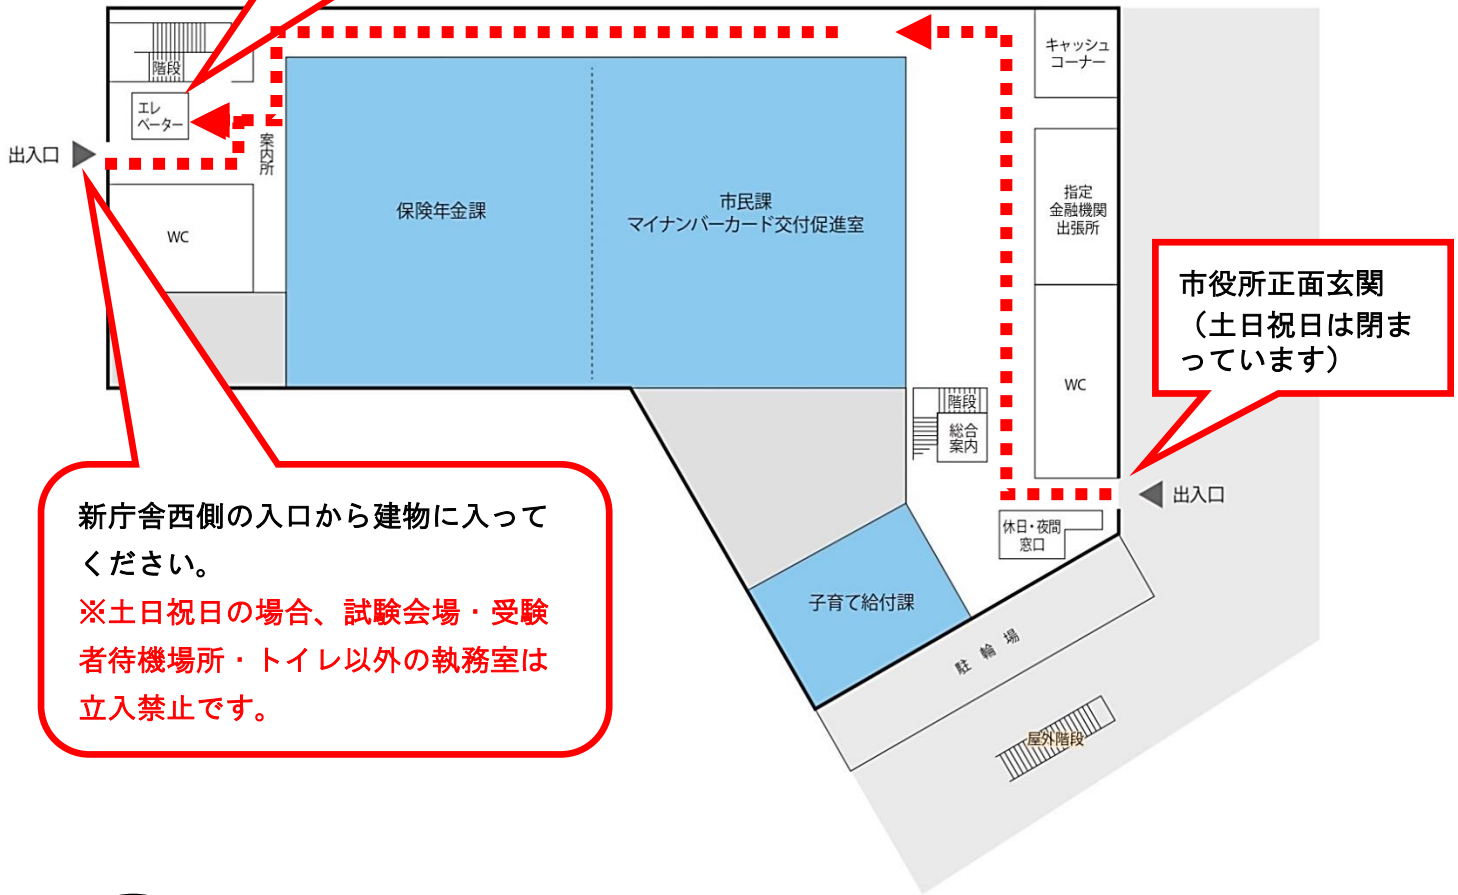 階段
エレ
ベーター
出入口
案内所
WC
保険年金課
市民課
マイナンバーカード交付促進室
キャッシュ
コーナー
指定
金融機関
出張所
WC
市役所正面玄関
（土日祝日は閉ま
っています）
階段
総合
案内
出入口
休日・夜間
窓口
子育て給付課
駐輪場
屋外階段
新庁舎西側の入口から建物に入って
ください。
※土日祝日の場合、試験会場・受験
者待機場所・トイレ以外の執務室は
立入禁止です。